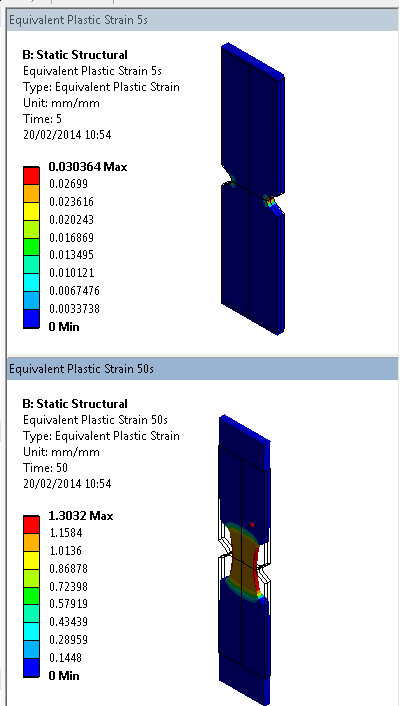 Equivalent Plastic Strain 5s
B: Static Structural
Equivalent Plastic Strain 5s
Type: Equivalent Plastic Strain
Unit: mm/mm
Time: 5
20/02/2014 10:54
0.030364 Max
0.02699
0.023616
0.020243
0.016869
0.013495
0.010121
0.0067476
0.0033738
0 Min
Equivalent Plastic Strain 50s
B: Static Structural
Equivalent Plastic Strain 50s
Type: Equivalent Plastic Strain
Unit: mm/mm
Time: 50
20/02/2014 10:54
1.3032 Max
1.1584
1.0136
0.86878
0.72398
0.57919
0.43439
0.28959
0.1448
0 Min